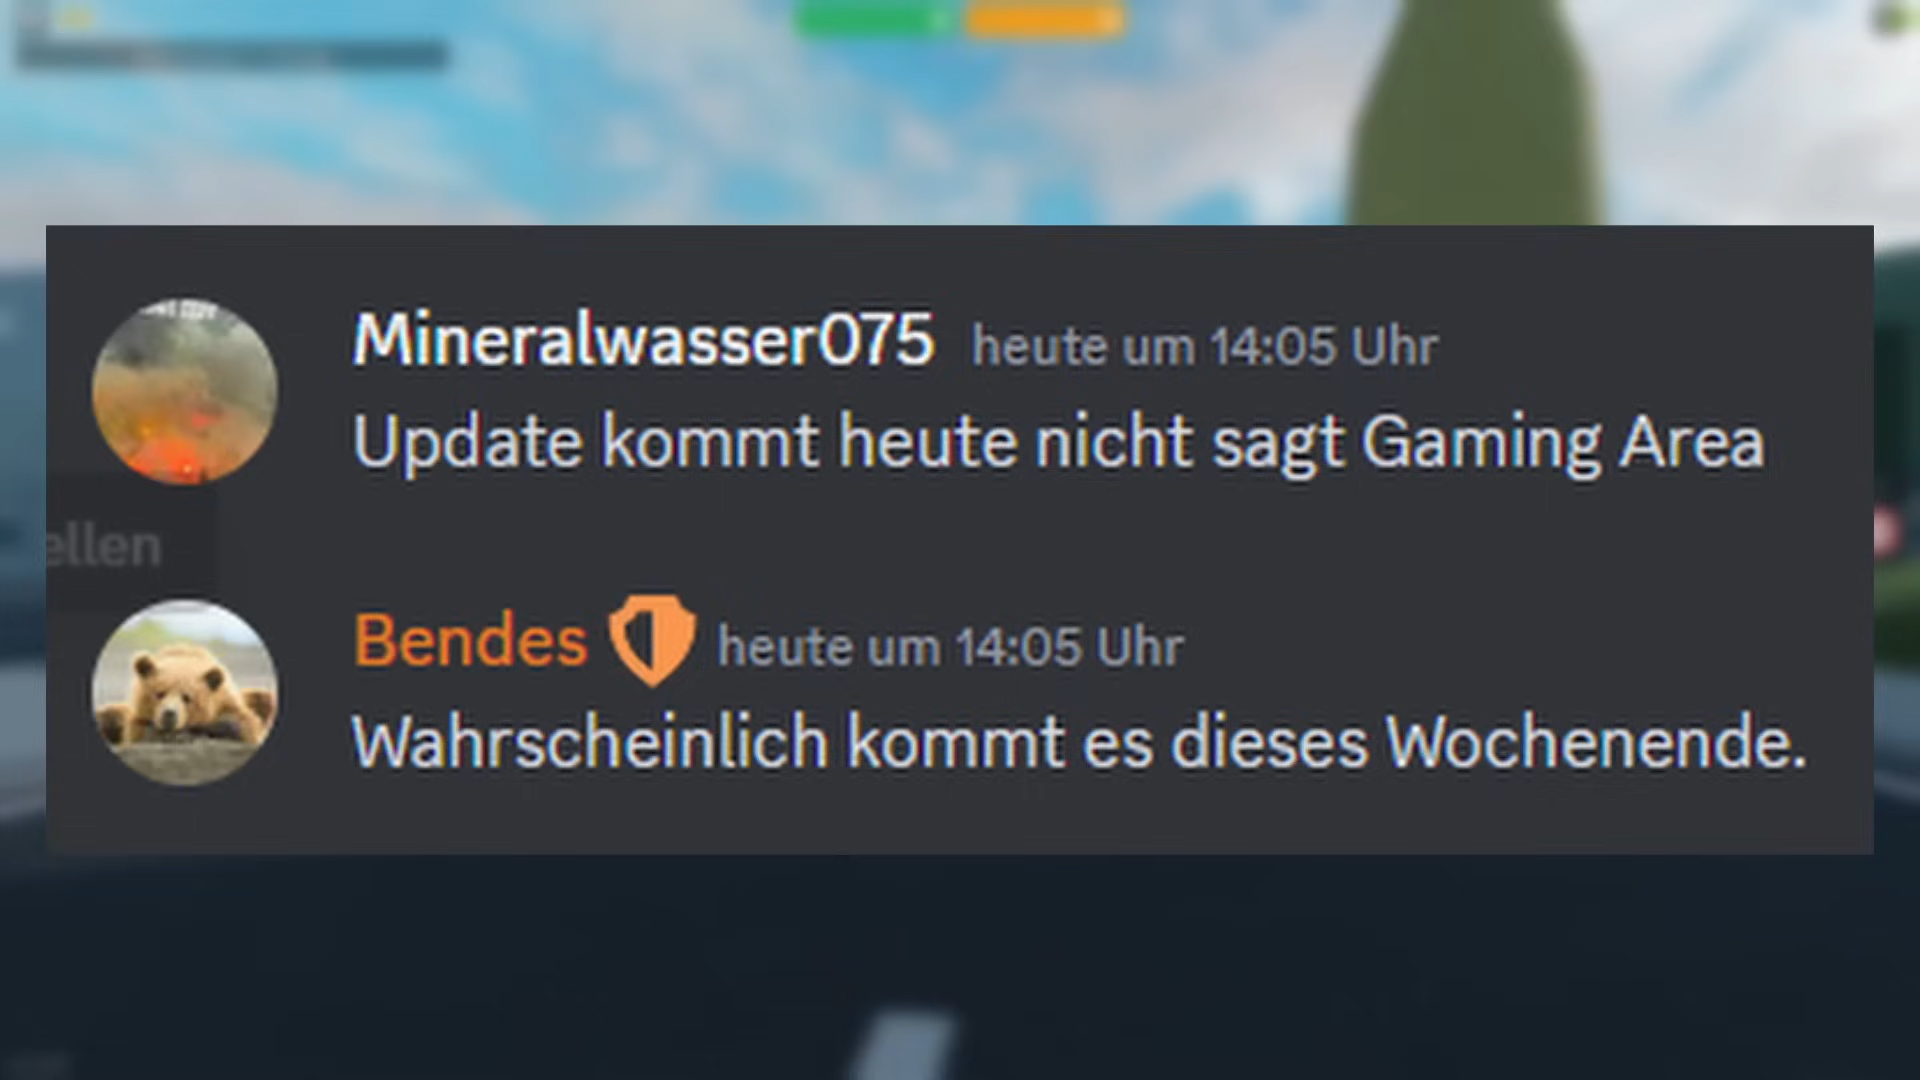 Mineralwasser075 heute um 14:05 Uhr
Update kommt heute nicht sagt Gaming Area
ellen
Bendes heute um 14:05 Uhr
Wahrscheinlich kommt es dieses Wochenende.